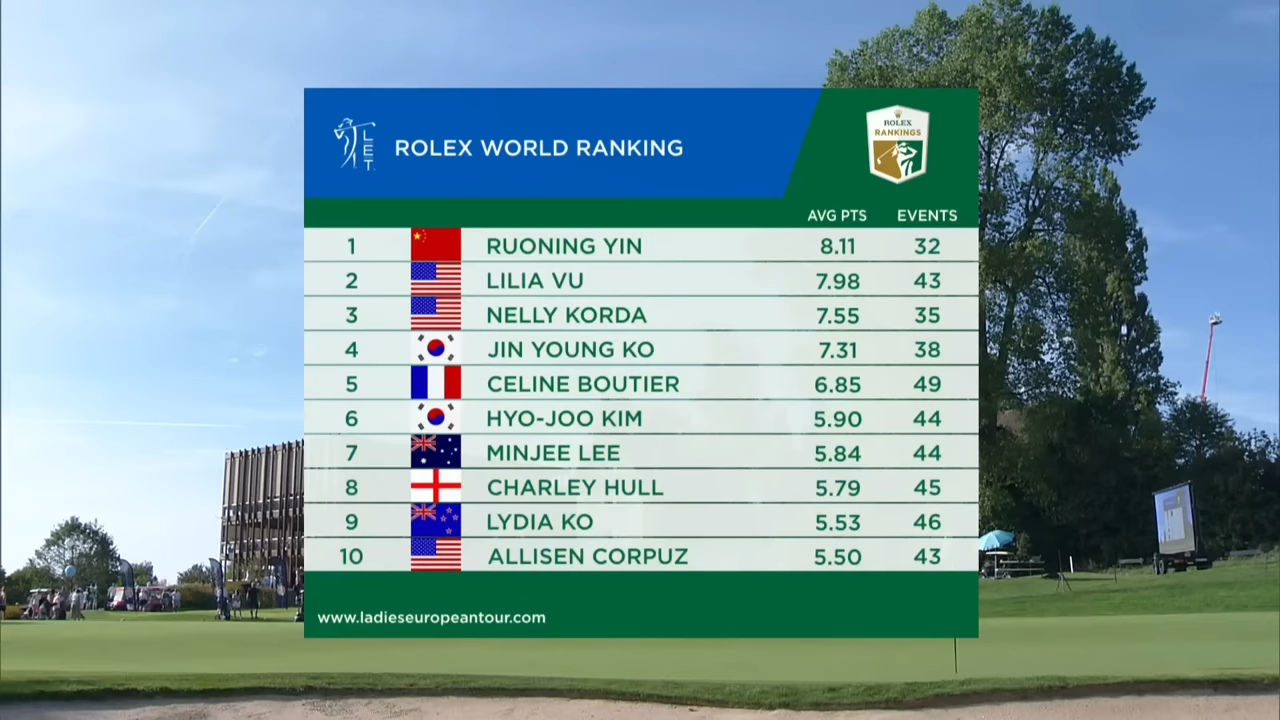 LET
ROLEX WORLD RANKING
ROLEX
RANKINGS
AVG PTS EVENTS
1 RUONING YIN 8.11 32
2 LILIA VU 7.98 43
3 NELLY KORDA 7.55 35
4 JIN YOUNG KO 7.31 38
5 CELINE BOUTIER 6.85 49
6 HYO-JOO KIM 5.90 44
7 MINJEE LEE 5.84 44
8 CHARLEY HULL 5.79 45
9 LYDIA KO 5.53 46
10 ALLISEN CORPUZ 5.50 43
www.ladieseuropeantour.com